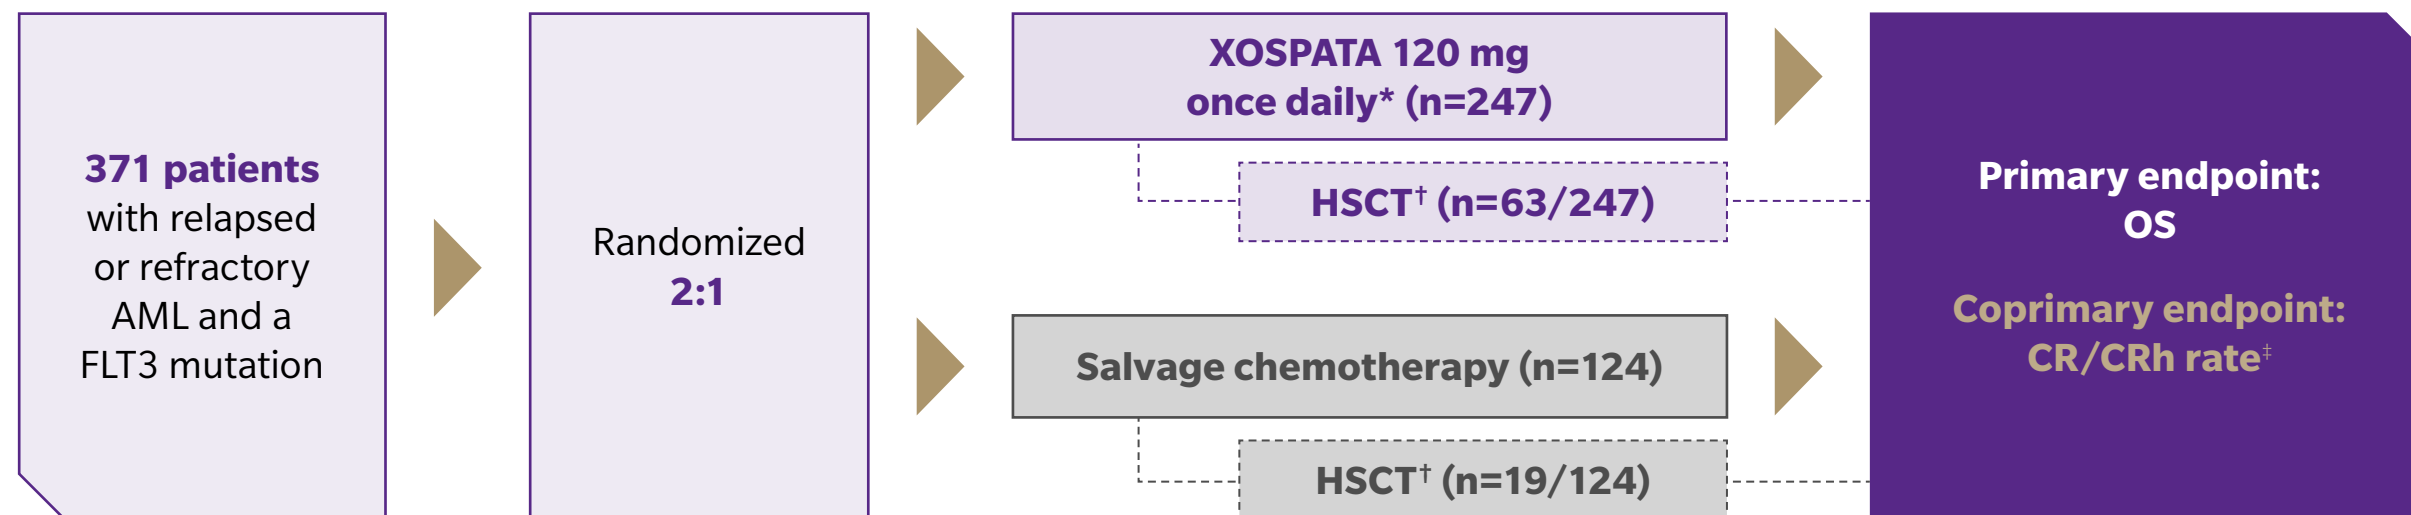 371 patients
with relapsed
or refractory
AML and a
FLT3 mutation
Randomized
2:1
XOSPATA 120 mg
once daily* (n=247)
HSCT† (n=63/247)
Salvage chemotherapy (n=124)
HSCT† (n=19/124)
Primary endpoint:
OS
Coprimary endpoint:
CR/CRh rate‡